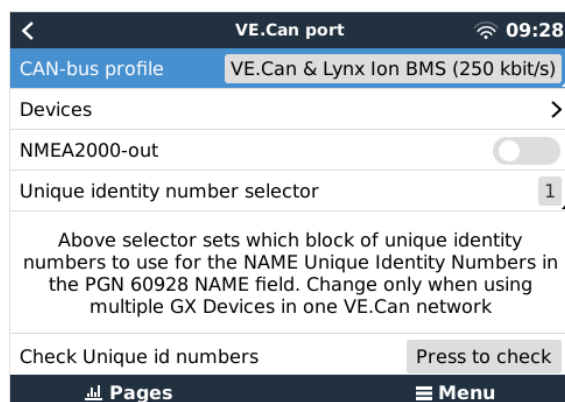 VE.Can port 09:28
CAN-bus profile VE.Can & Lynx Ion BMS (250 kbit/s)
Devices
NMEA2000-out
Unique identity number selector 1
Above selector sets which block of unique identity
numbers to use for the NAME Unique Identity Numbers in
the PGN 60928 NAME field. Change only when using
multiple GX Devices in one VE.Can network
Check Unique id numbers Press to check
Pages Menu